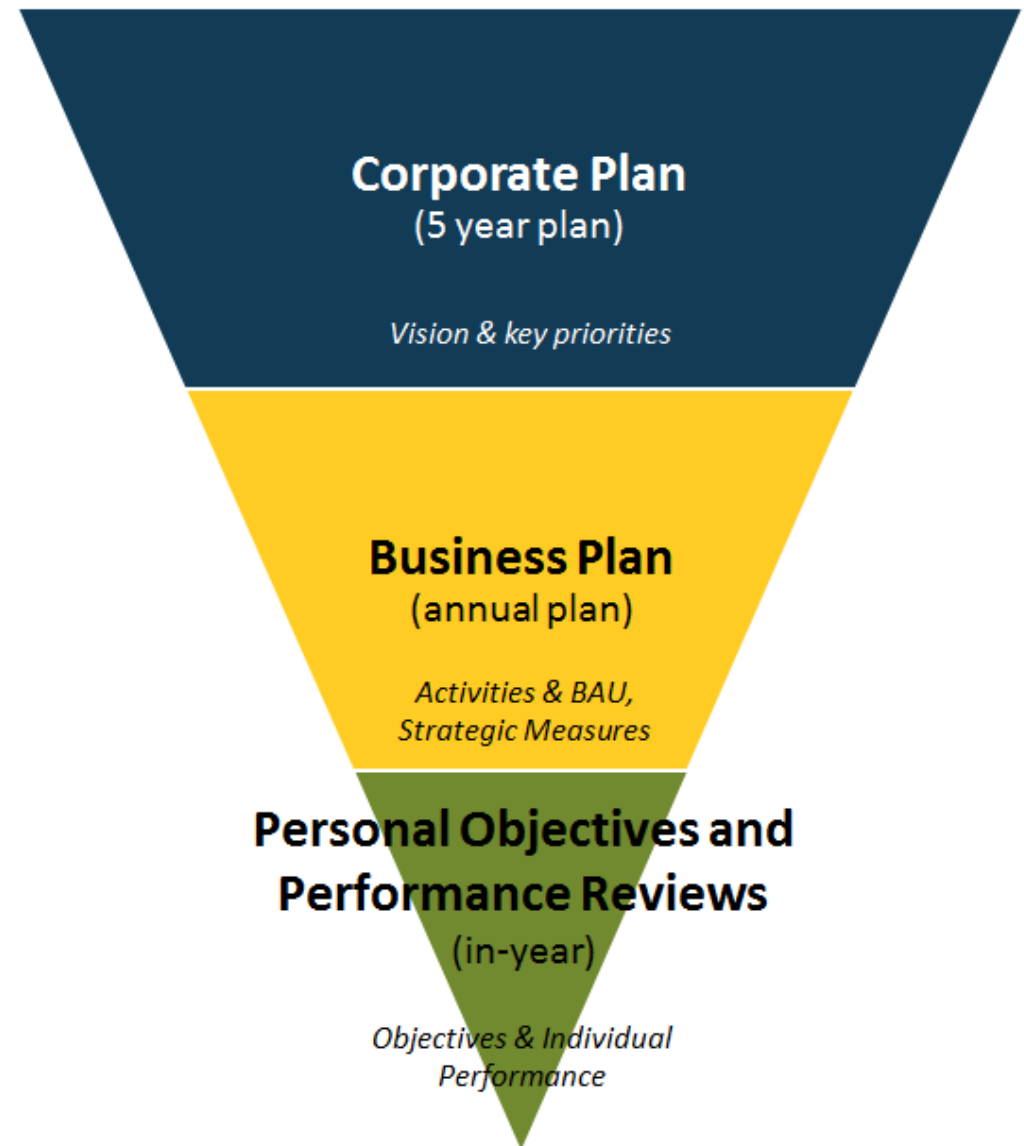 Corporate Plan
(5 year plan)
Vision & key priorities
Business Plan
(annual plan)
Activities & BAU,
Strategic Measures
Personal Objectives and
Performance Reviews
(in-year)
Objectives & Individual
Performance